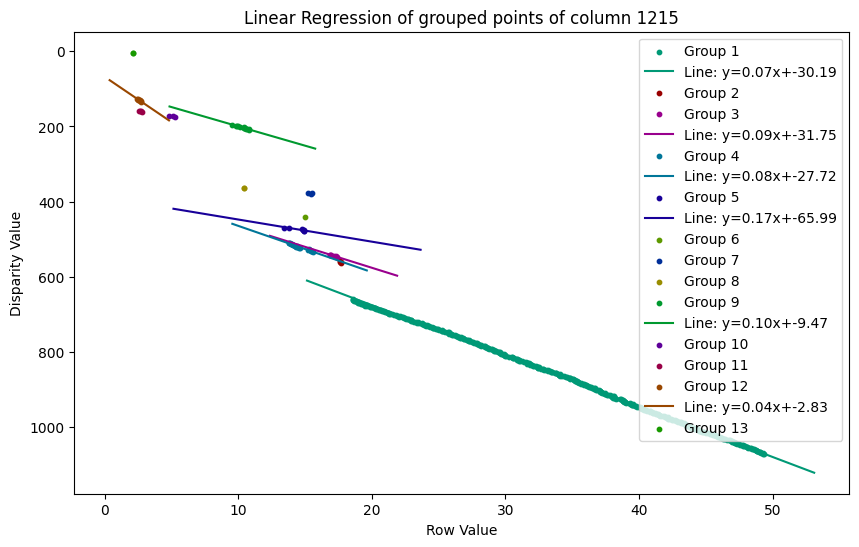 Linear Regression of grouped points of column 1215
Disparity Value
0
200
400
600
800
1000
0
10
20
30
40
50
Row Value
Group 1
Line: y=0.07x+-30.19
Group 2
Group 3
Line: y=0.09x+-31.75
Group 4
Line: y=0.08x+-27.72
Group 5
Line: y=0.17x+-65.99
Group 6
Group 7
Group 8
Group 9
Line: y=0.10x+-9.47
Group 10
Group 11
Group 12
Line: y=0.04x+-2.83
Group 13